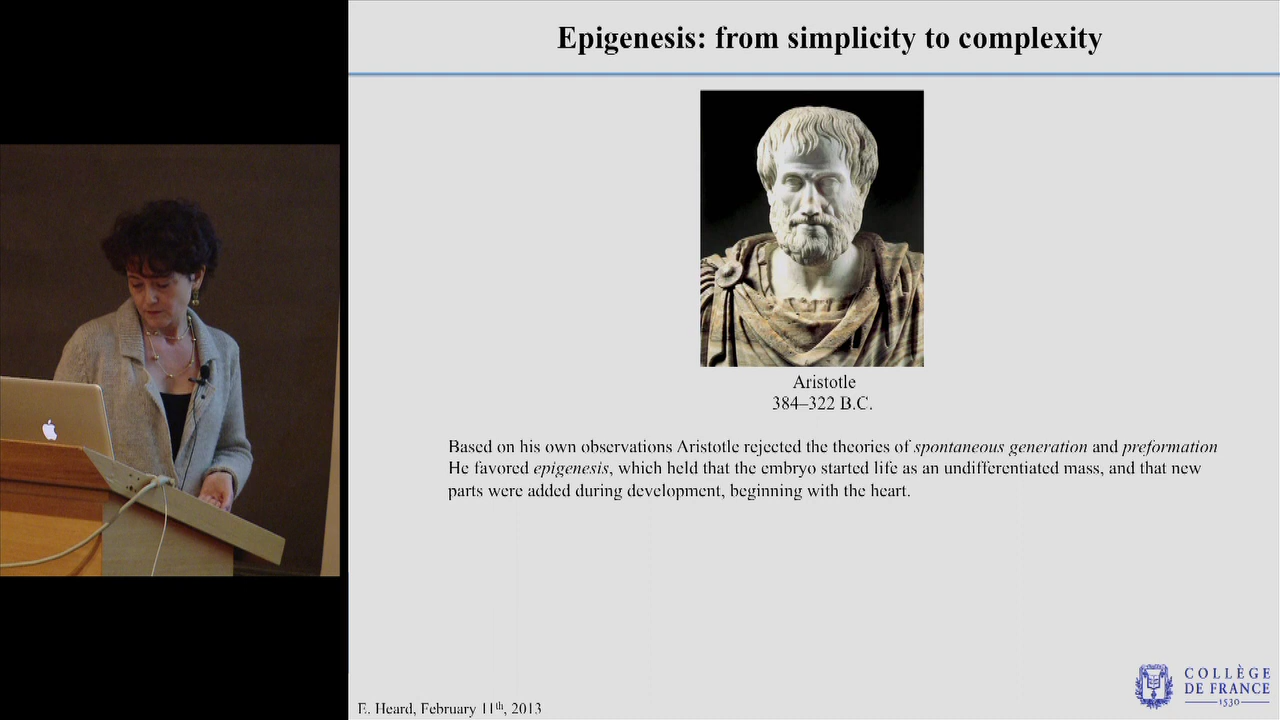 Epigenesis: from simplicity to complexity
Aristotle
384–322 B.C.
Based on his own observations Aristotle rejected the theories of spontaneous generation and preformation
He favored epigenesis, which held that the embryo started life as an undifferentiated mass, and that new
parts were added during development, beginning with the heart.
COLLÈGE
DE FRANCE
1530
E. Heard, February 11th, 2013